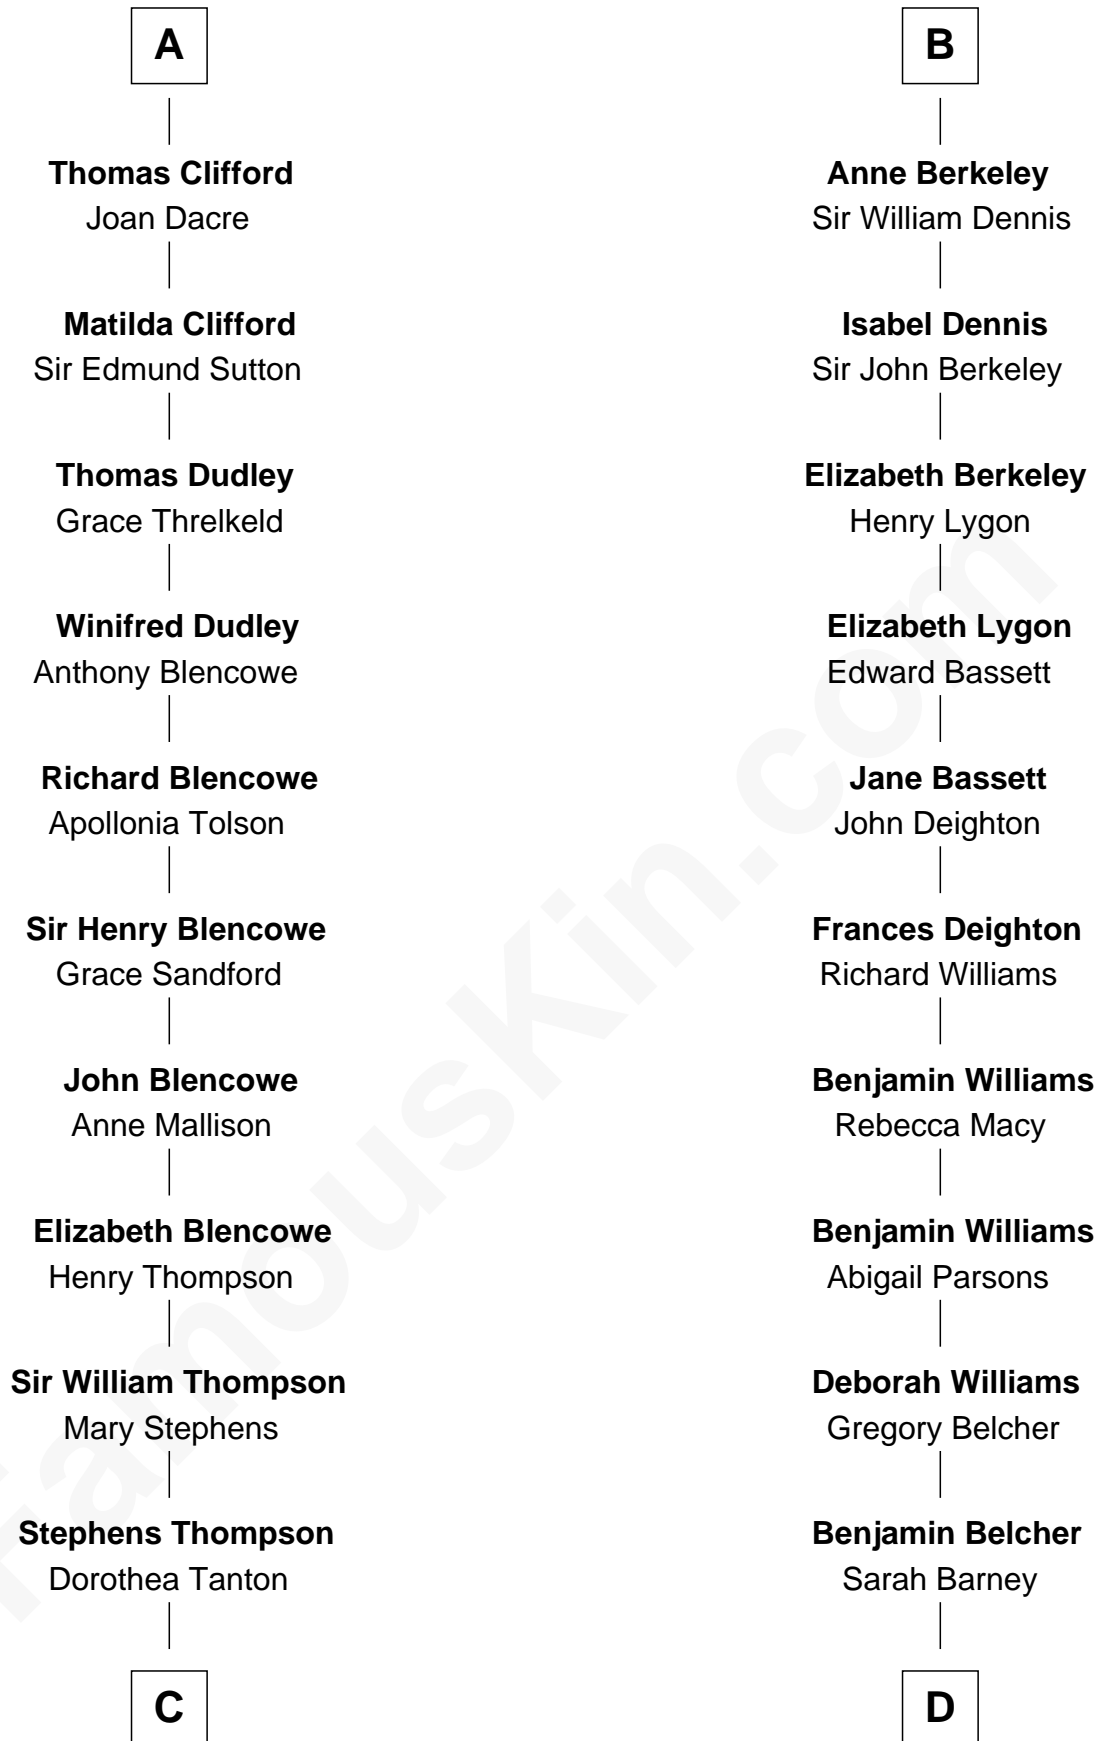 A
Thomas Clifford
Joan Dacre
Matilda Clifford
Sir Edmund Sutton
Thomas Dudley
Grace Threlkeld
Winifred Dudley
Anthony Blencowe
Richard Blencowe
Apollonia Tolson
Sir Henry Blencowe
Grace Sandford
John Blencowe
Anne Mallison
Elizabeth Blencowe
Henry Thompson
Sir William Thompson
Mary Stephens
Stephens Thompson
Dorothea Tanton
C
B
Anne Berkeley
Sir William Dennis
Isabel Dennis
Sir John Berkeley
Elizabeth Berkeley
Henry Lygon
Elizabeth Lygon
Edward Bassett
Jane Bassett
John Deighton
Frances Deighton
Richard Williams
Benjamin Williams
Rebecca Macy
Benjamin Williams
Abigail Parsons
Deborah Williams
Gregory Belcher
Benjamin Belcher
Sarah Barney
D
FamousKin.com